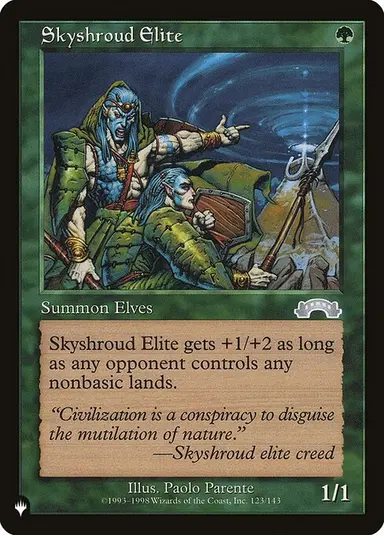 Skyshroud Elite
Summon Elves
Skyshroud Elite gets +1/+2 as long
as any opponent controls any
nonbasic lands.
“Civilization is a conspiracy to disguise
the mutilation of nature.”
—Skyshroud elite creed
Illus. Paolo Parente
©1993–1998 Wizards of the Coast, Inc. 123/143
1/1